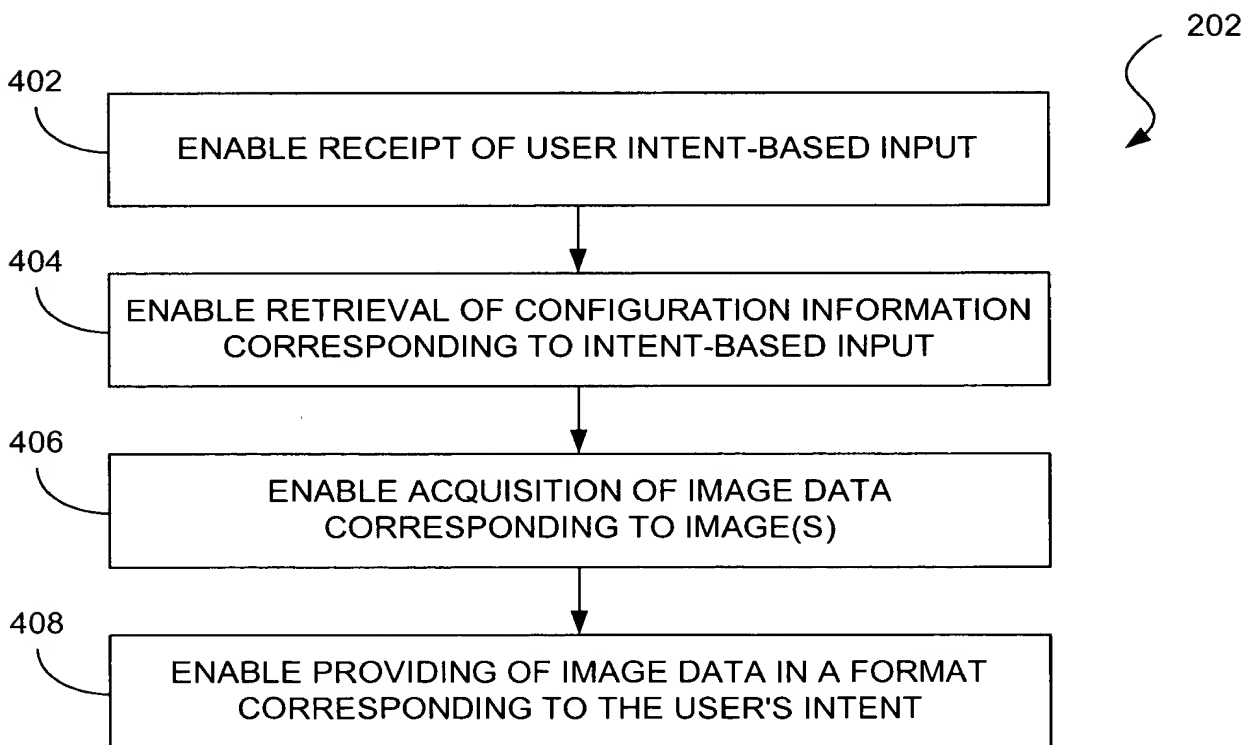 202
402
ENABLE RECEIPT OF USER INTENT-BASED INPUT
404
ENABLE RETRIEVAL OF CONFIGURATION INFORMATION
CORRESPONDING TO INTENT-BASED INPUT
406
ENABLE ACQUISITION OF IMAGE DATA
CORRESPONDING TO IMAGE(S)
408
ENABLE PROVIDING OF IMAGE DATA IN A FORMAT
CORRESPONDING TO THE USER'S INTENT